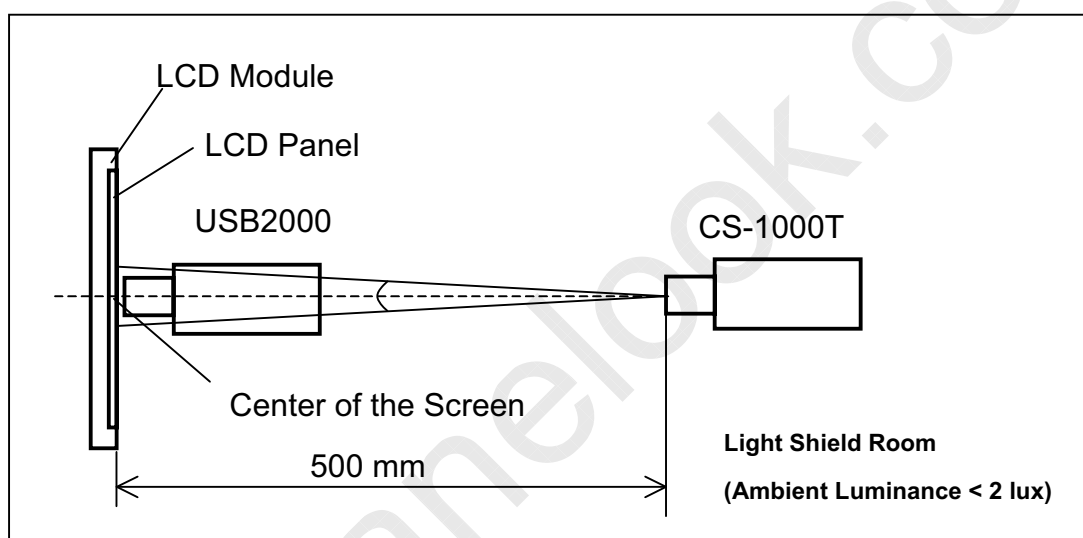 LCD Module
LCD Panel
USB2000
CS-1000T
Center of the Screen
500 mm
Light Shield Room
(Ambient Luminance < 2 lux)